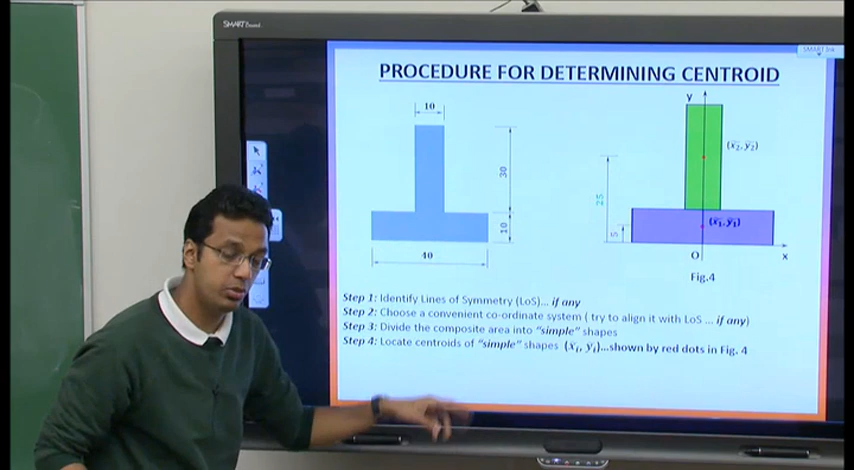 SMART Board
SMART Ink
PROCEDURE FOR DETERMINING CENTROID
10
30
10
40
y
(x̄₂, ȳ₂)
25
(x̄₁, ȳ₁)
5
O
x
Fig.4
Step 1: Identify Lines of Symmetry (LoS)... if any
Step 2: Choose a convenient co-ordinate system ( try to align it with LoS ... if any)
Step 3: Divide the composite area into "simple" shapes
Step 4: Locate centroids of "simple" shapes (x̄ᵢ, ȳᵢ)...shown by red dots in Fig. 4